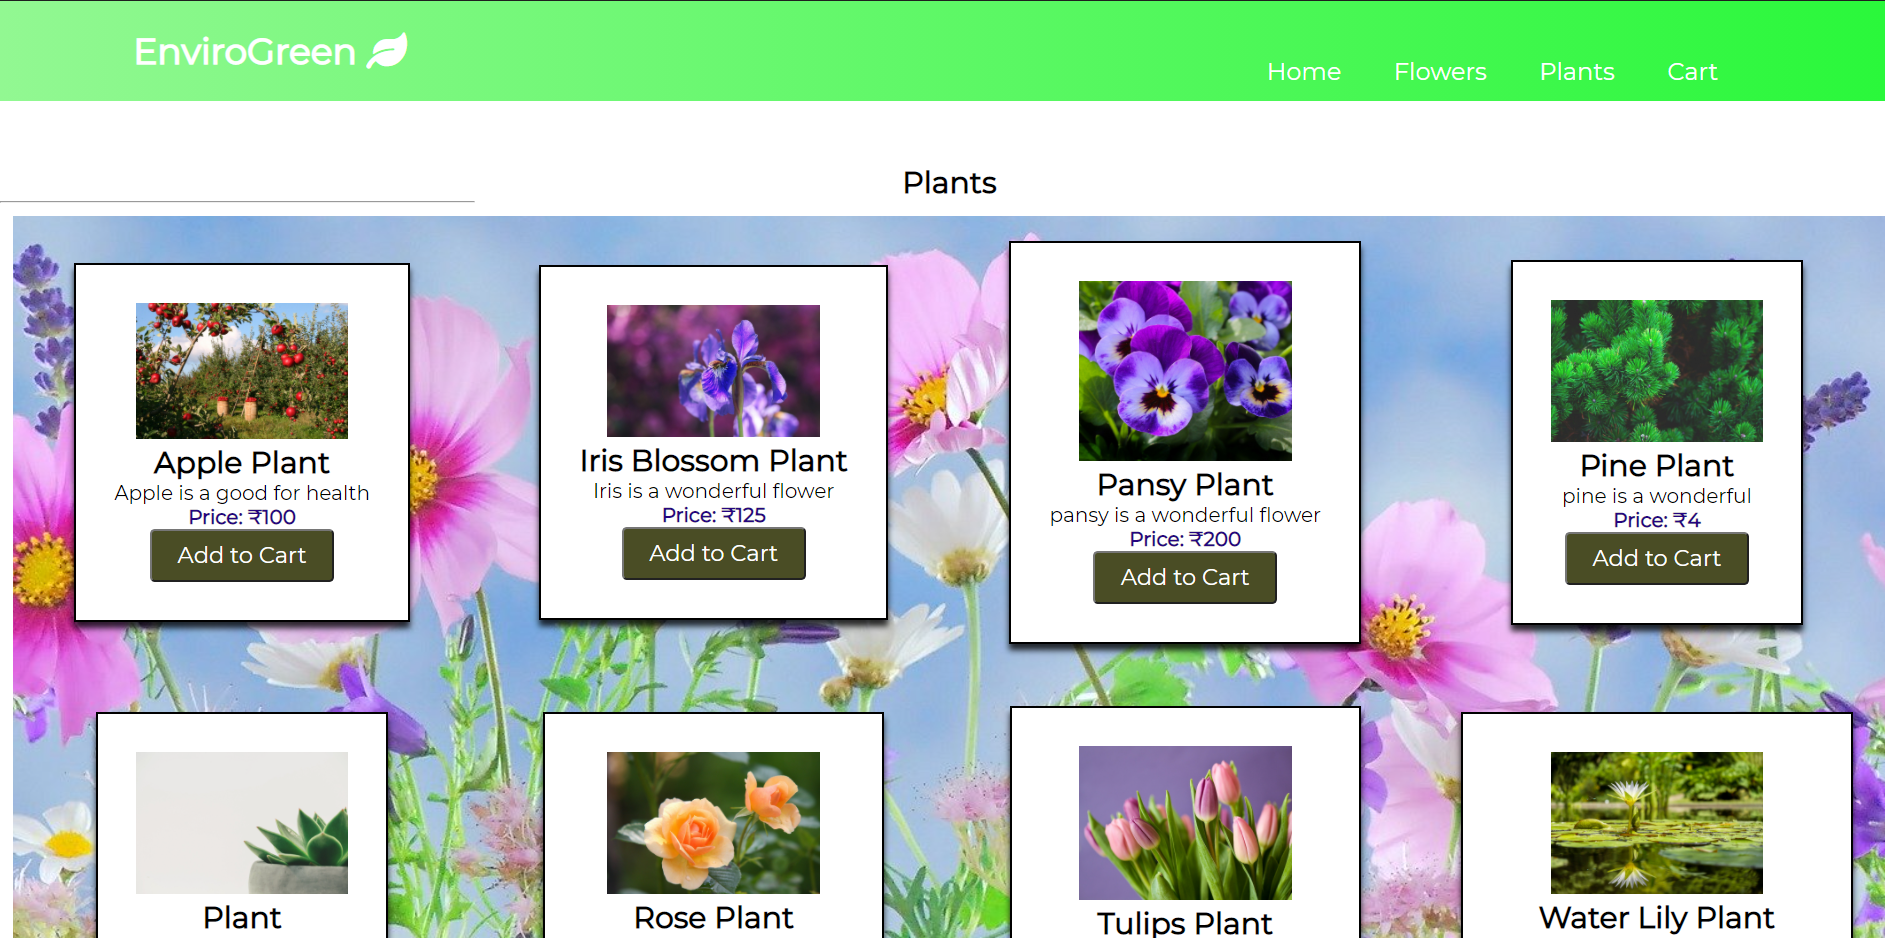 EnviroGreen
Home Flowers Plants Cart
Plants
Apple Plant
Apple is a good for health
Price: ₹100
Add to Cart
Iris Blossom Plant
Iris is a wonderful flower
Price: ₹125
Add to Cart
Pansy Plant
pansy is a wonderful flower
Price: ₹200
Add to Cart
Pine Plant
pine is a wonderful
Price: ₹4
Add to Cart
Plant
Rose Plant
Tulips Plant
Water Lily Plant